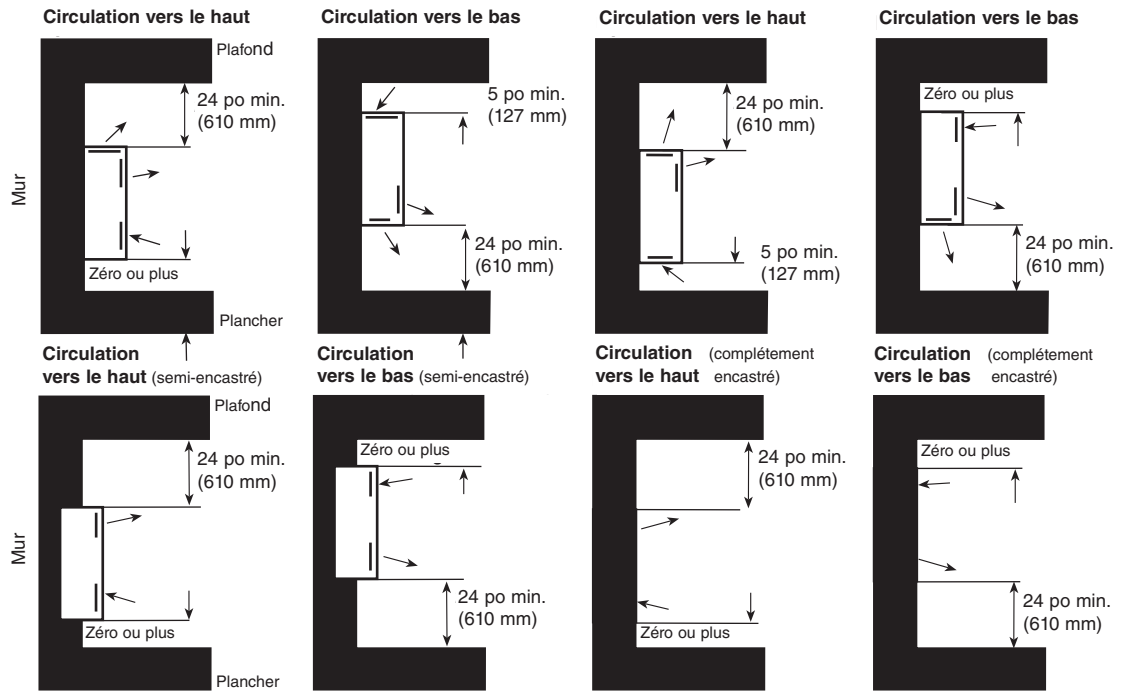 Circulation vers le haut
Circulation vers le bas
Circulation vers le haut
Circulation vers le bas
Plafond
24 po min.
(610 mm)
Mur
Zéro ou plus
Plancher
5 po min.
(127 mm)
24 po min.
(610 mm)
24 po min.
(610 mm)
5 po min.
(127 mm)
Zéro ou plus
24 po min.
(610 mm)
Circulation
vers le haut (semi-encastré)
Circulation
vers le bas (semi-encastré)
Circulation (complétement
vers le haut encastré)
Circulation (complétement
vers le bas encastré)
Plafond
24 po min.
(610 mm)
Mur
Zéro ou plus
Plancher
Zéro ou plus
24 po min.
(610 mm)
24 po min.
(610 mm)
Zéro ou plus
Zéro ou plus
24 po min.
(610 mm)